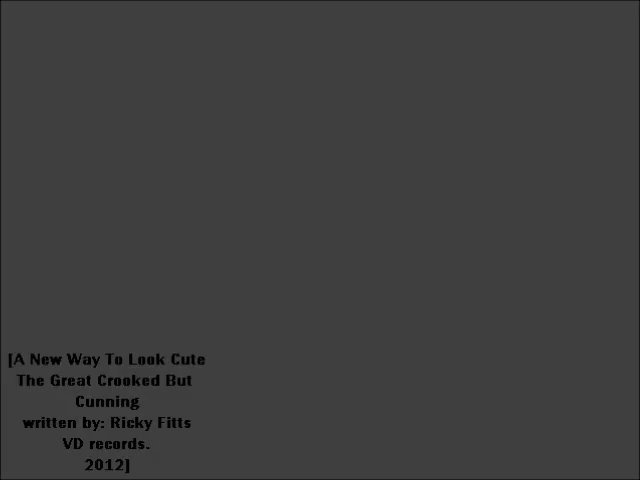 [A New Way To Look Cute
The Great Crooked But
Cunning
written by: Ricky Fitts
VD records.
2012]